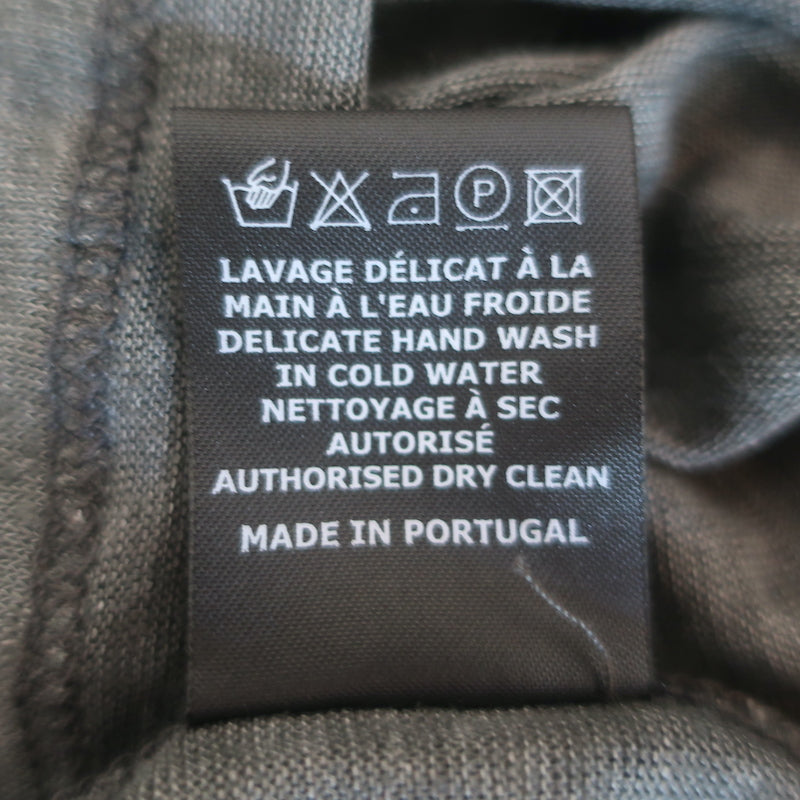 P
LAVAGE DÉLICAT À LA
MAIN À L'EAU FROIDE
DELICATE HAND WASH
IN COLD WATER
NETTOYAGE À SEC
AUTORISÉ
AUTHORISED DRY CLEAN
MADE IN PORTUGAL